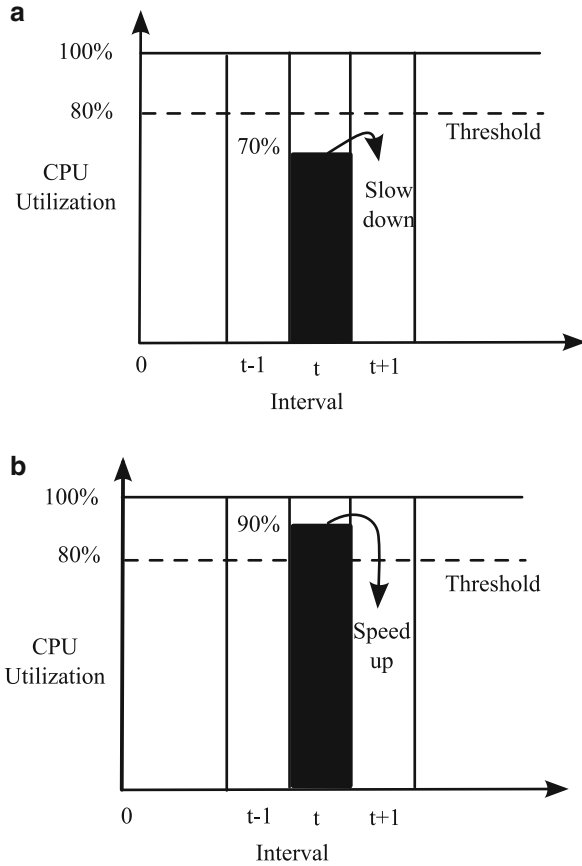 a
100%
80%
Threshold
70%
CPU
Utilization
Slow
down
0
t-1
t
t+1
Interval
b
100%
90%
80%
Threshold
CPU
Utilization
Speed
up
0
t-1
t
t+1
Interval